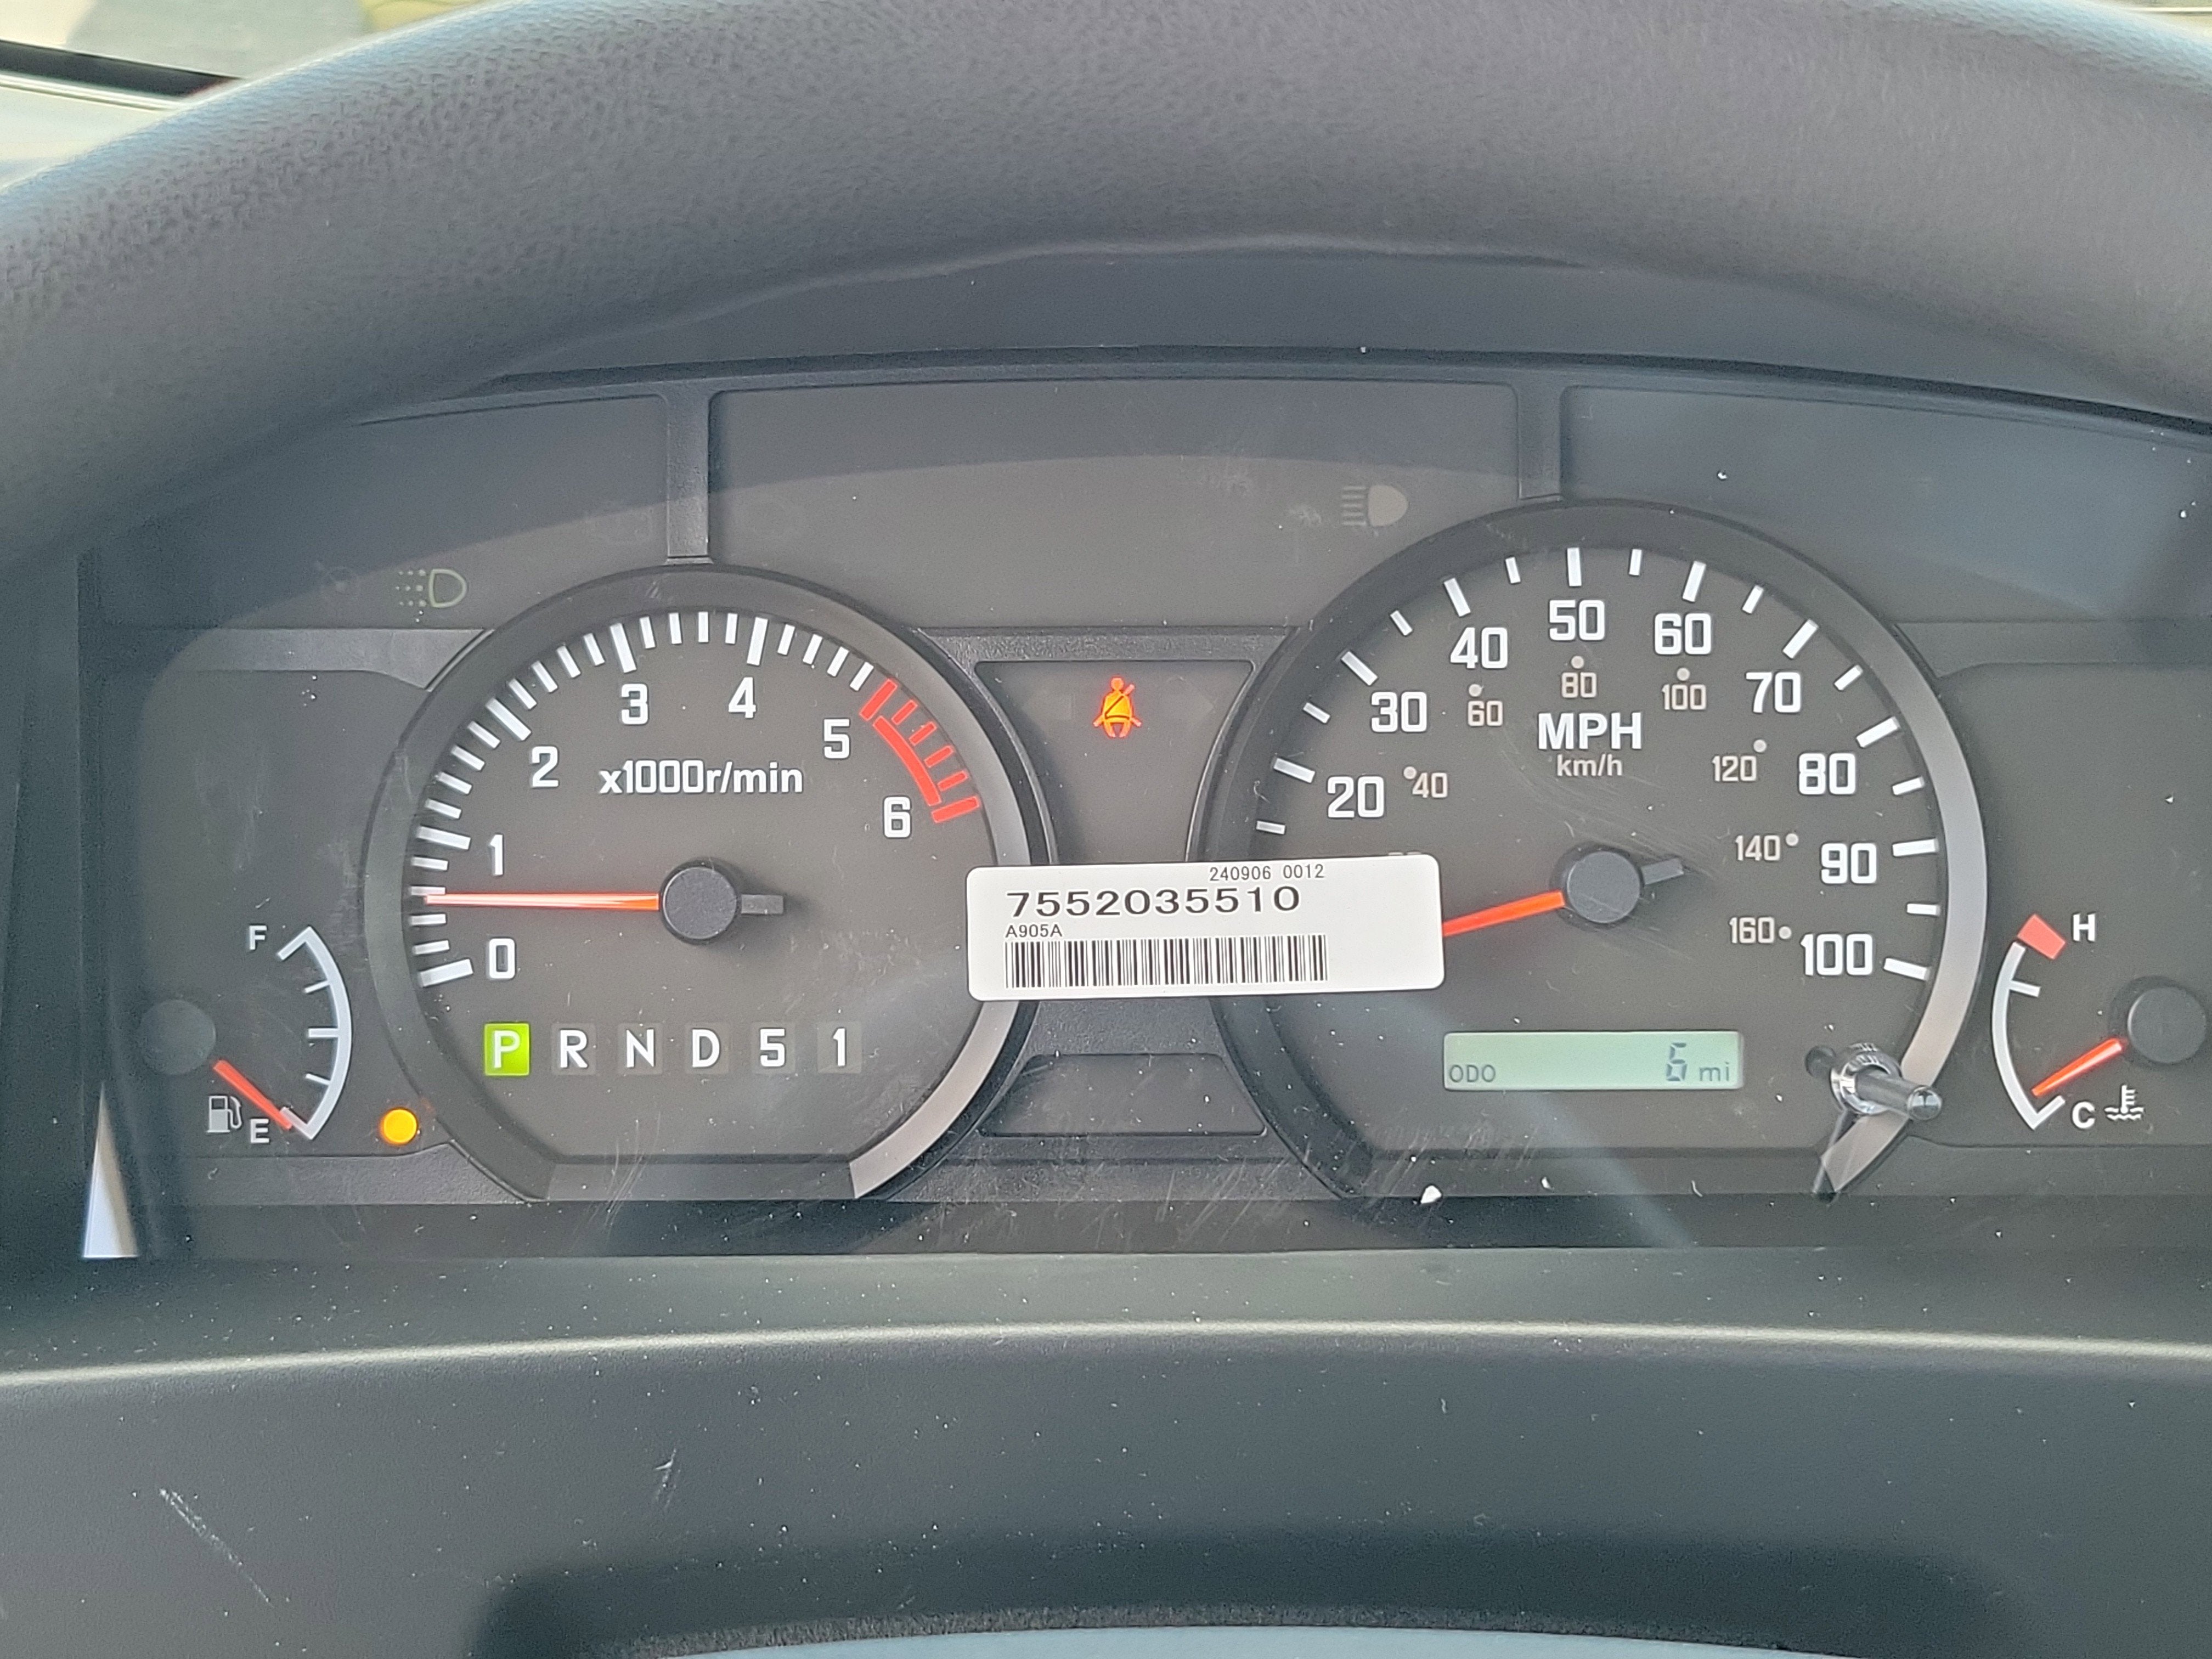 40 50 60
30 60 80 100 70
MPH
km/h
3 4
2 5
x1000r/min
20 40 120 80
1 6
140 90
240906 0012
7552035510
A905A
160 100
F
0
H
P R N D 5 1
ODO 6 mi
E
C